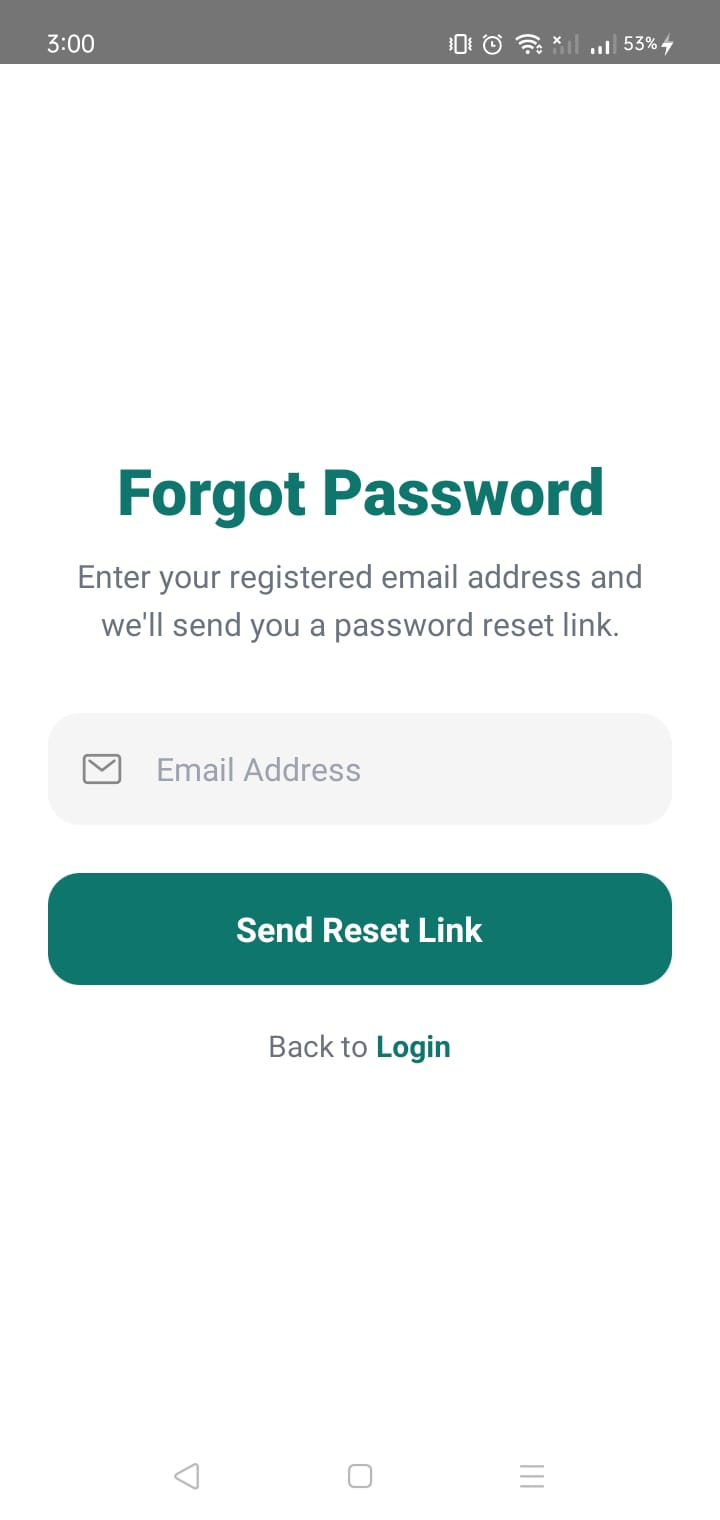 3:00
53%
Forgot Password
Enter your registered email address and
we'll send you a password reset link.
Email Address
Send Reset Link
Back to Login